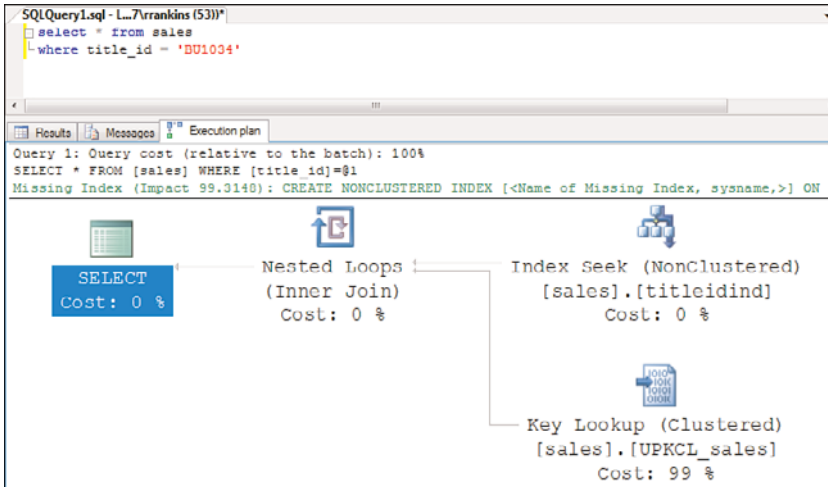 SQLQuery1.sql - L...7\rrankins (53))*
select * from sales
where title_id = 'BU1034'
Results Messages Execution plan
Query 1: Query cost (relative to the batch): 100%
SELECT * FROM [sales] WHERE [title_id]=@1
Missing Index (Impact 99.3148): CREATE NONCLUSTERED INDEX [<Name of Missing Index, sysname,>] ON
SELECT
Cost: 0 %
Nested Loops
(Inner Join)
Cost: 0 %
Index Seek (NonClustered)
[sales].[titleidind]
Cost: 0 %
Key Lookup (Clustered)
[sales].[UPKCL_sales]
Cost: 99 %